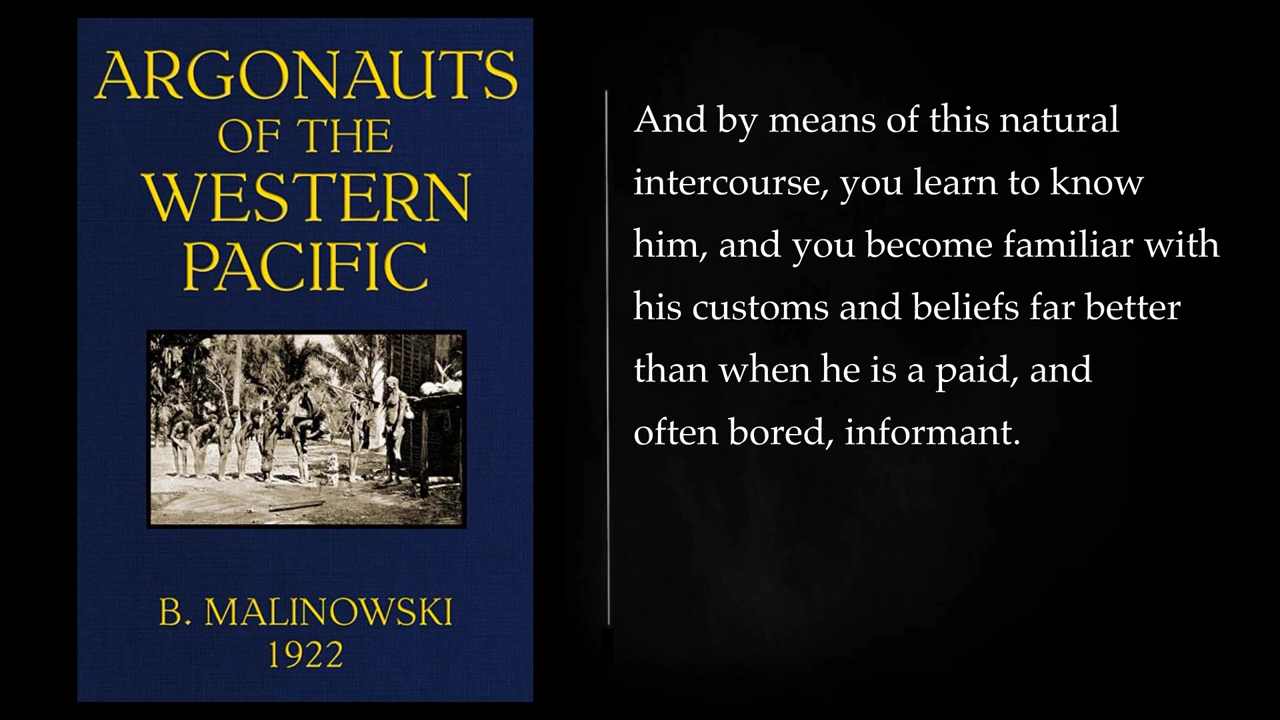 ARGONAUTS
OF THE
WESTERN
PACIFIC
B. MALINOWSKI
1922
And by means of this natural
intercourse, you learn to know
him, and you become familiar with
his customs and beliefs far better
than when he is a paid, and
often bored, informant.